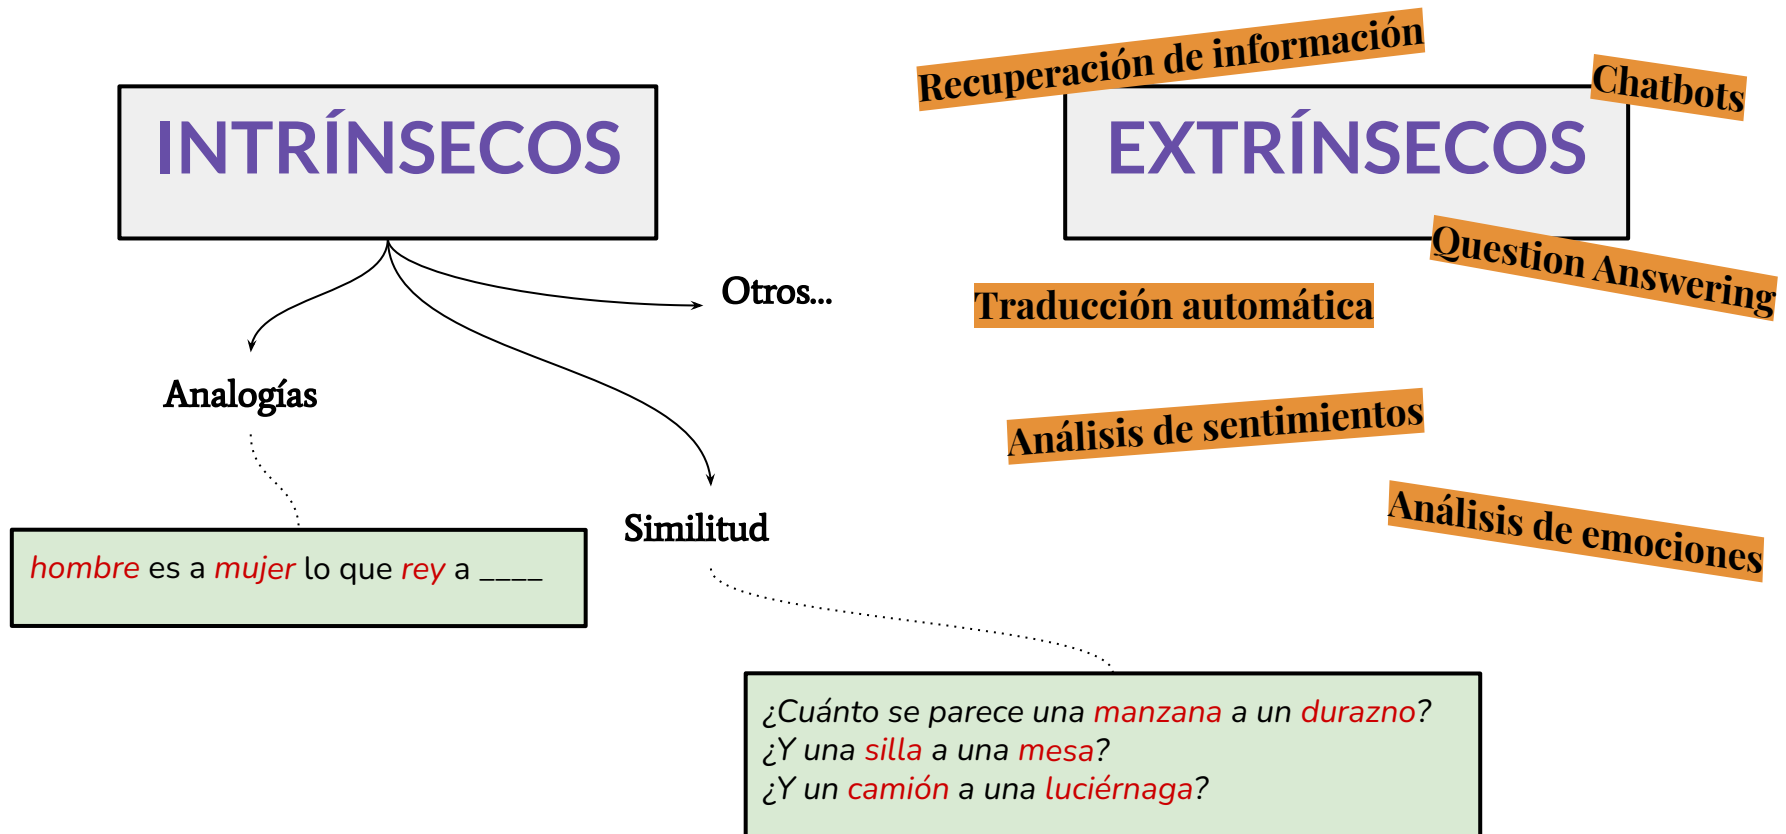 INTRÍNSECOS
Otros...
Analogías
hombre es a mujer lo que rey a ____
Similitud
¿Cuánto se parece una manzana a un durazno?
¿Y una silla a una mesa?
¿Y un camión a una luciérnaga?
Recuperación de información
Chatbots
EXTRÍNSECOS
Question Answering
Traducción automática
Análisis de sentimientos
Análisis de emociones